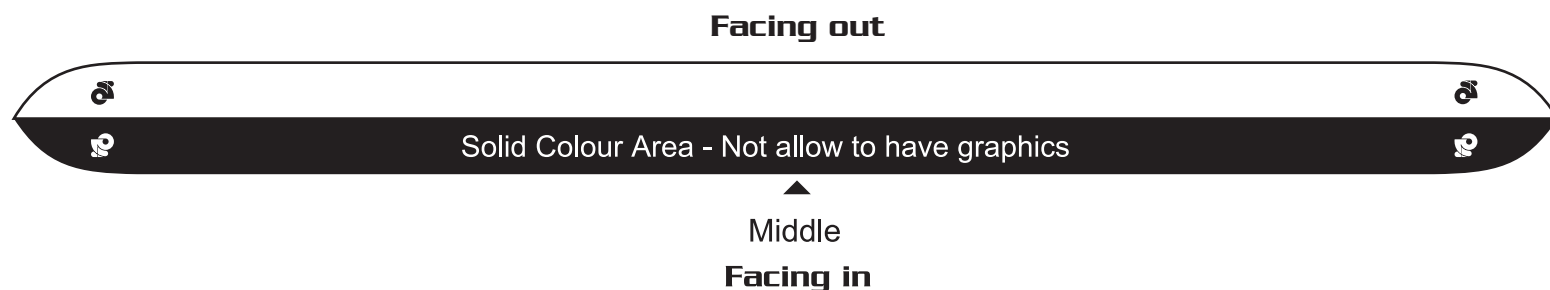 Facing out
Solid Colour Area - Not allow to have graphics
Middle
Facing in